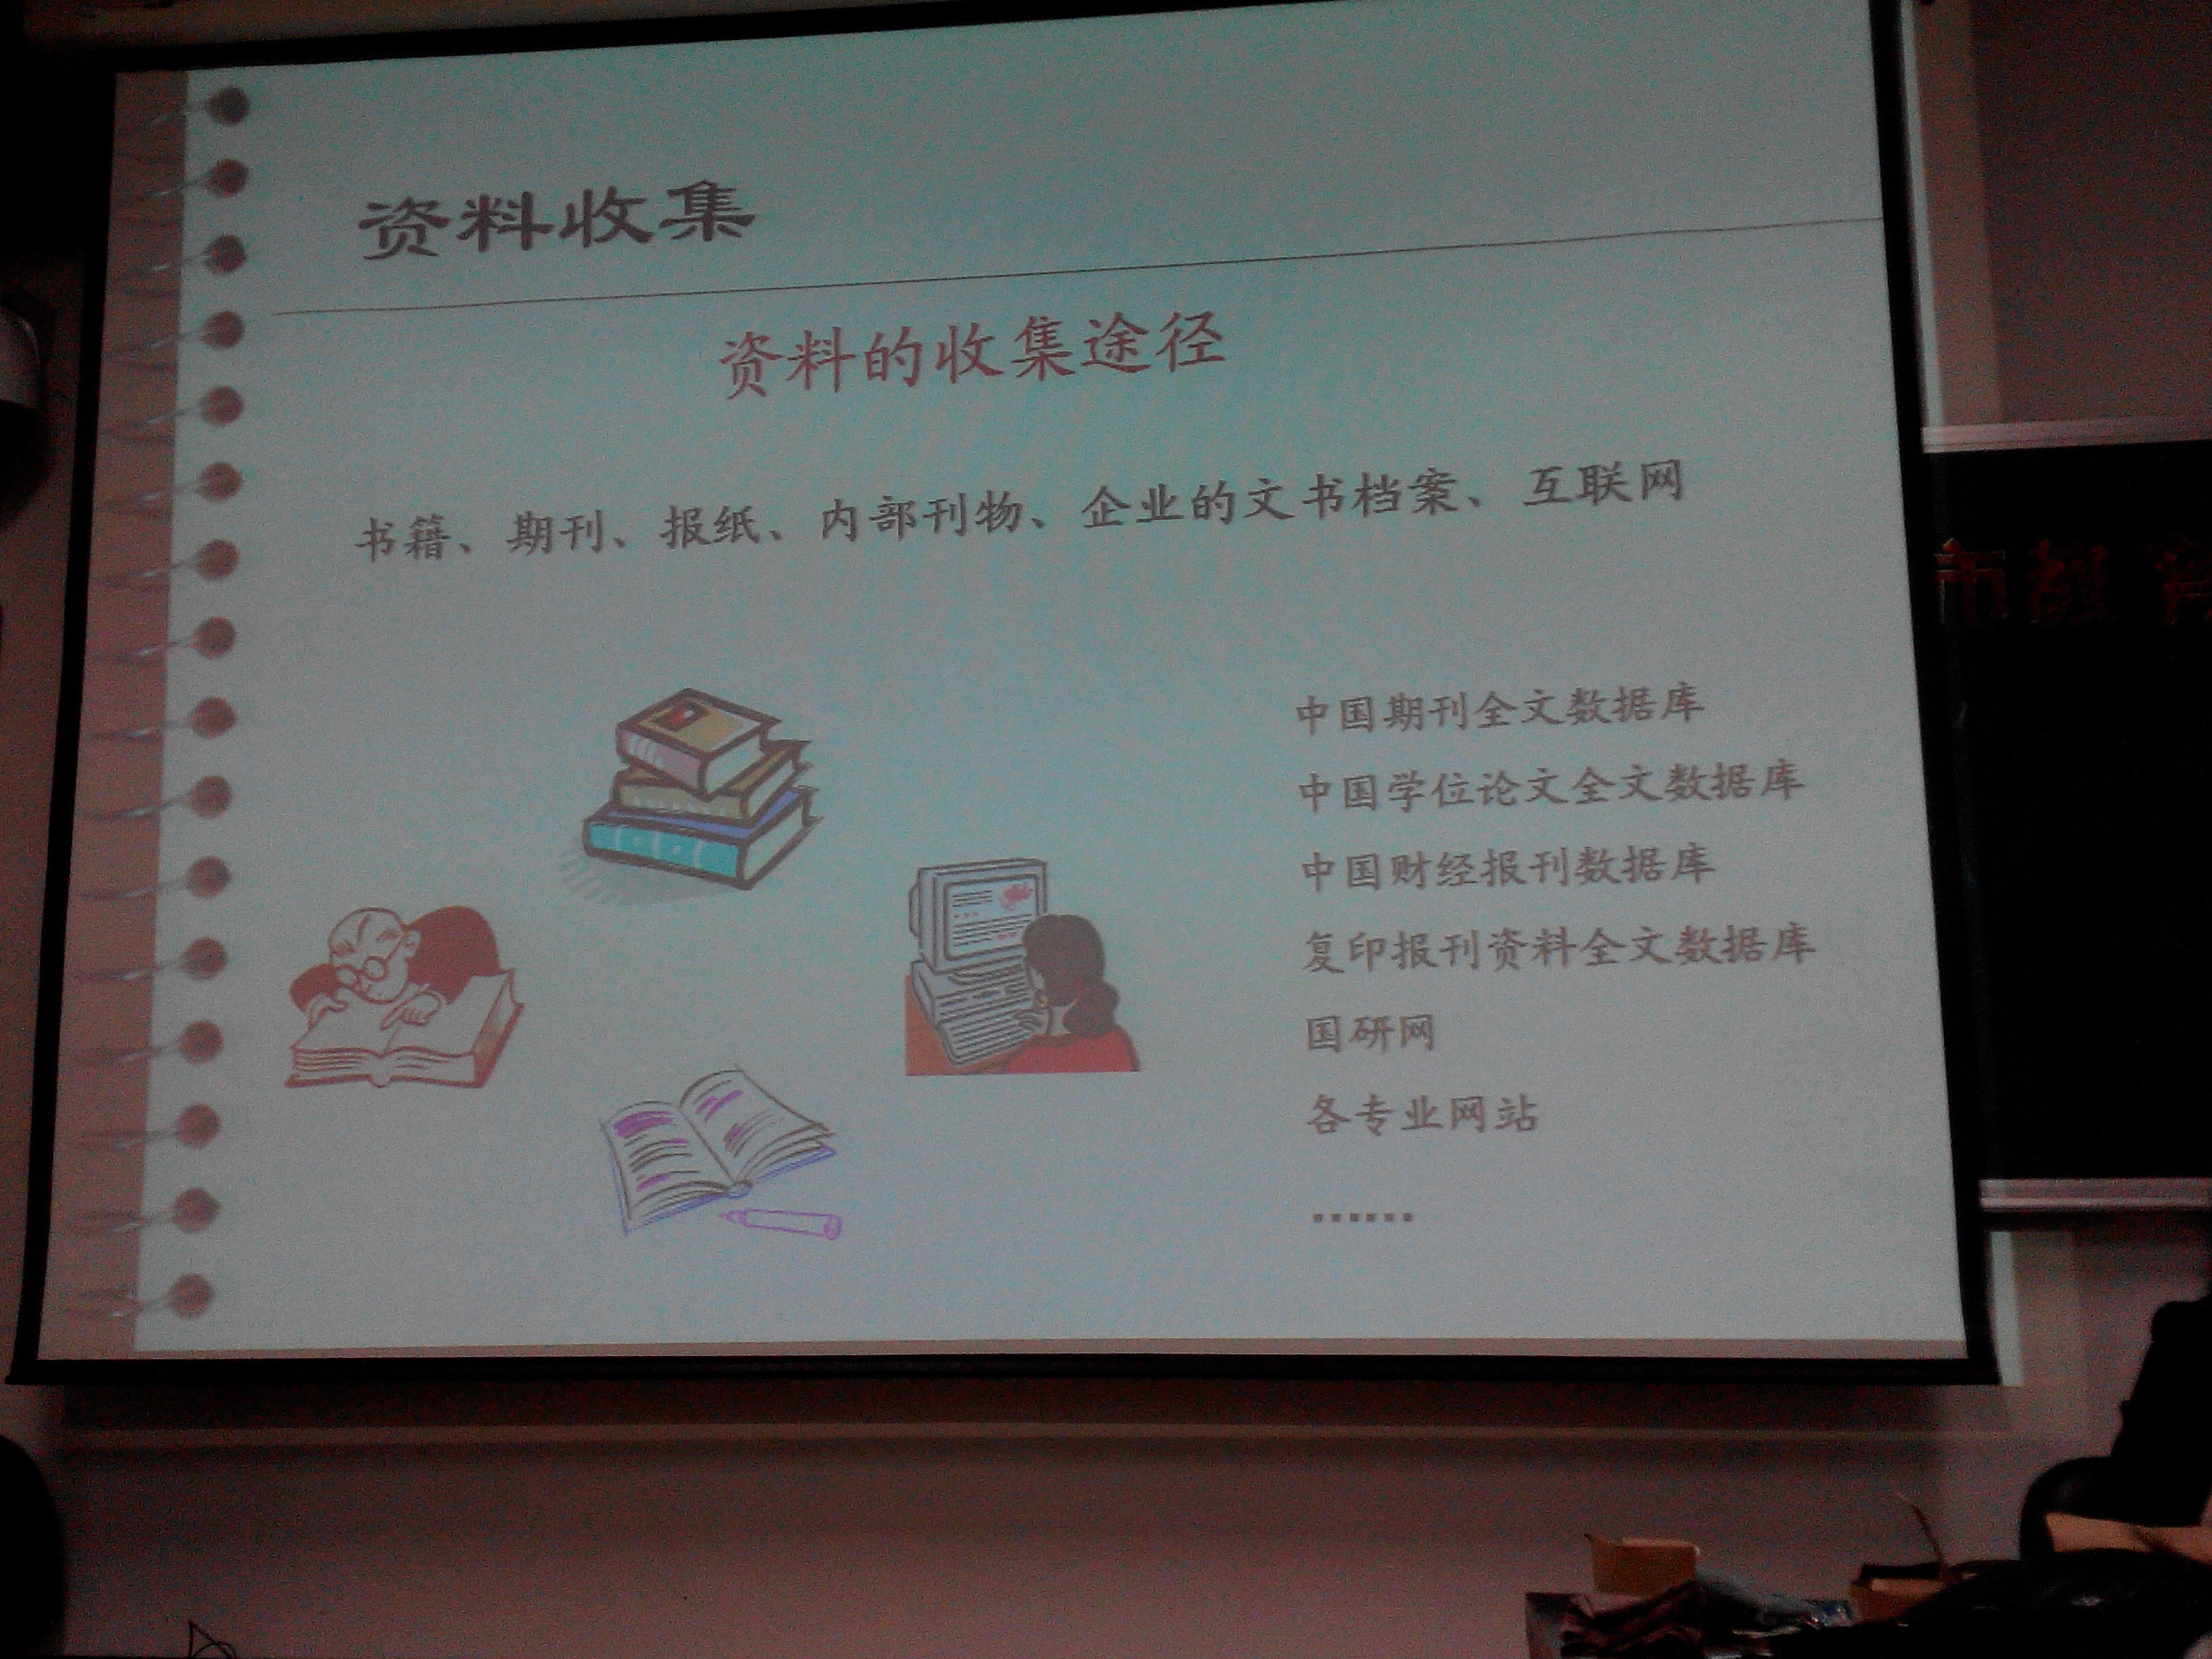 资料收集
资料的收集途径
书籍、期刊、报纸、内部刊物、企业的文书档案、互联网
中国期刊全文数据库
中国学位论文全文数据库
中国财经报刊数据库
复印报刊资料全文数据库
国研网
各专业网站
……